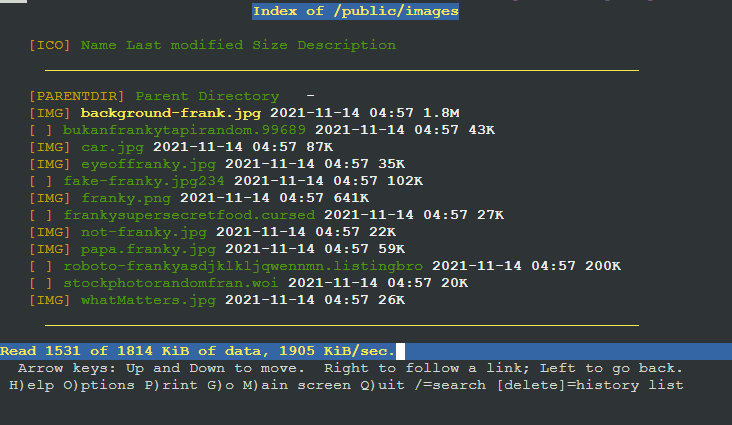 Index of /public/images
[ICO] Name Last modified Size Description
[PARENTDIR] Parent Directory -
[IMG] background-frank.jpg 2021-11-14 04:57 1.8M
[ ] bukanfrankytapirandom.99689 2021-11-14 04:57 43K
[IMG] car.jpg 2021-11-14 04:57 87K
[IMG] eyeoffranky.jpg 2021-11-14 04:57 35K
[ ] fake-franky.jpg234 2021-11-14 04:57 102K
[IMG] franky.png 2021-11-14 04:57 641K
[ ] frankysupersecretfood.cursed 2021-11-14 04:57 27K
[IMG] not-franky.jpg 2021-11-14 04:57 22K
[IMG] papa.franky.jpg 2021-11-14 04:57 59K
[ ] roboto-frankyasdjklkljqwennmn.listingbro 2021-11-14 04:57 200K
[ ] stockphotorandomfran.woi 2021-11-14 04:57 20K
[IMG] whatMatters.jpg 2021-11-14 04:57 26K
Read 1531 of 1814 KiB of data, 1905 KiB/sec.
Arrow keys: Up and Down to move. Right to follow a link; Left to go back.
H)elp O)ptions P)rint G)o M)ain screen Q)uit /=search [delete]=history list